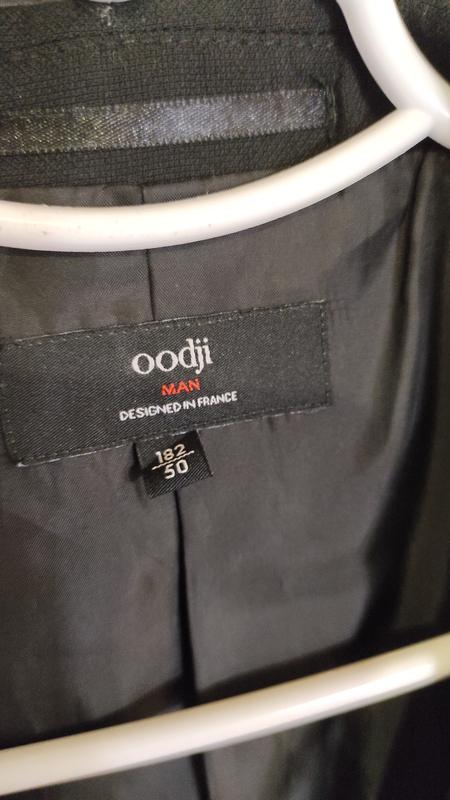 oodji
MAN
DESIGNED IN FRANCE
182
50